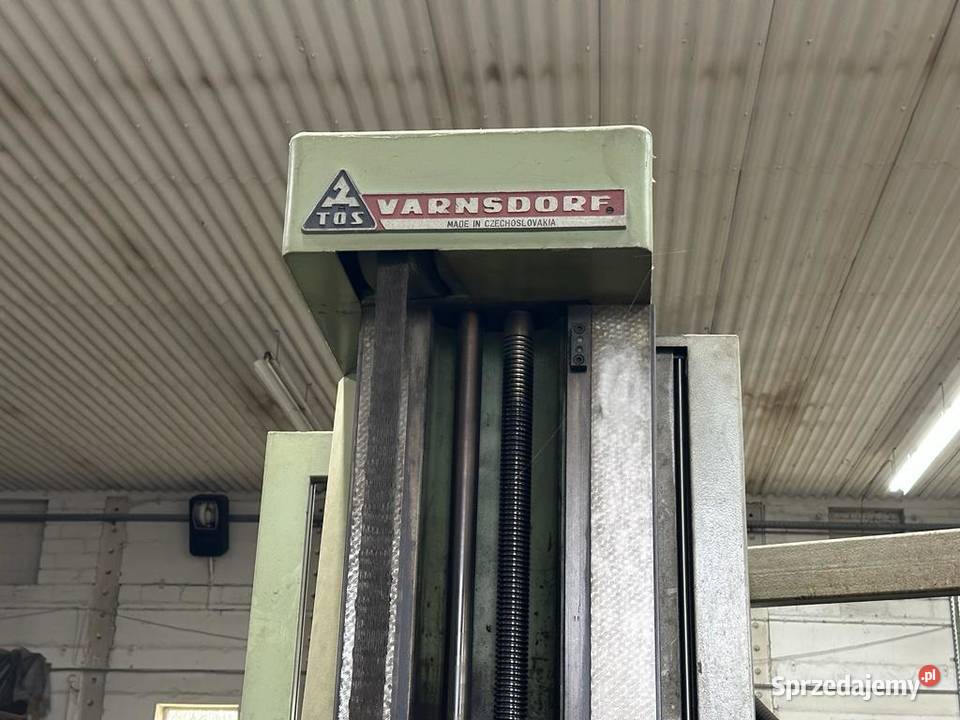 TOS
VARNSDORF
MADE IN CZECHOSLOVAKIA
Sprzedajemy.pl